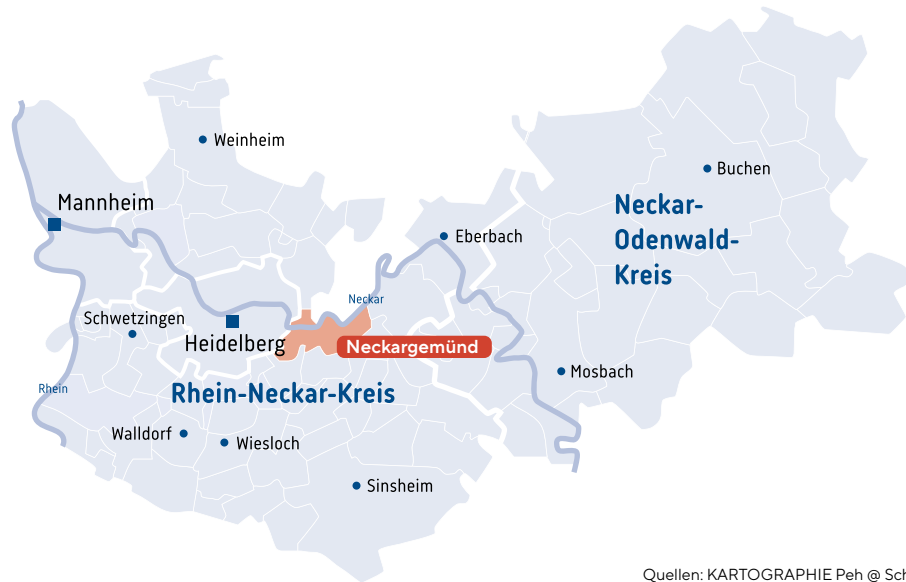 Weinheim
Buchen
Mannheim
Neckar-
Odenwald-
Kreis
Eberbach
Neckar
Schwetzingen
Heidelberg
Neckargemünd
Mosbach
Rhein
Rhein-Neckar-Kreis
Walldorf
Wiesloch
Sinsheim
Quellen: KARTOGRAPHIE Peh @ Sch